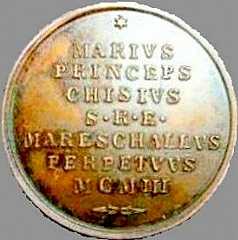 MARIVS
PRINCEPS
CHISIVS
S·R·E·
MARESCHALLVS
PERPETVVS
MCMIII